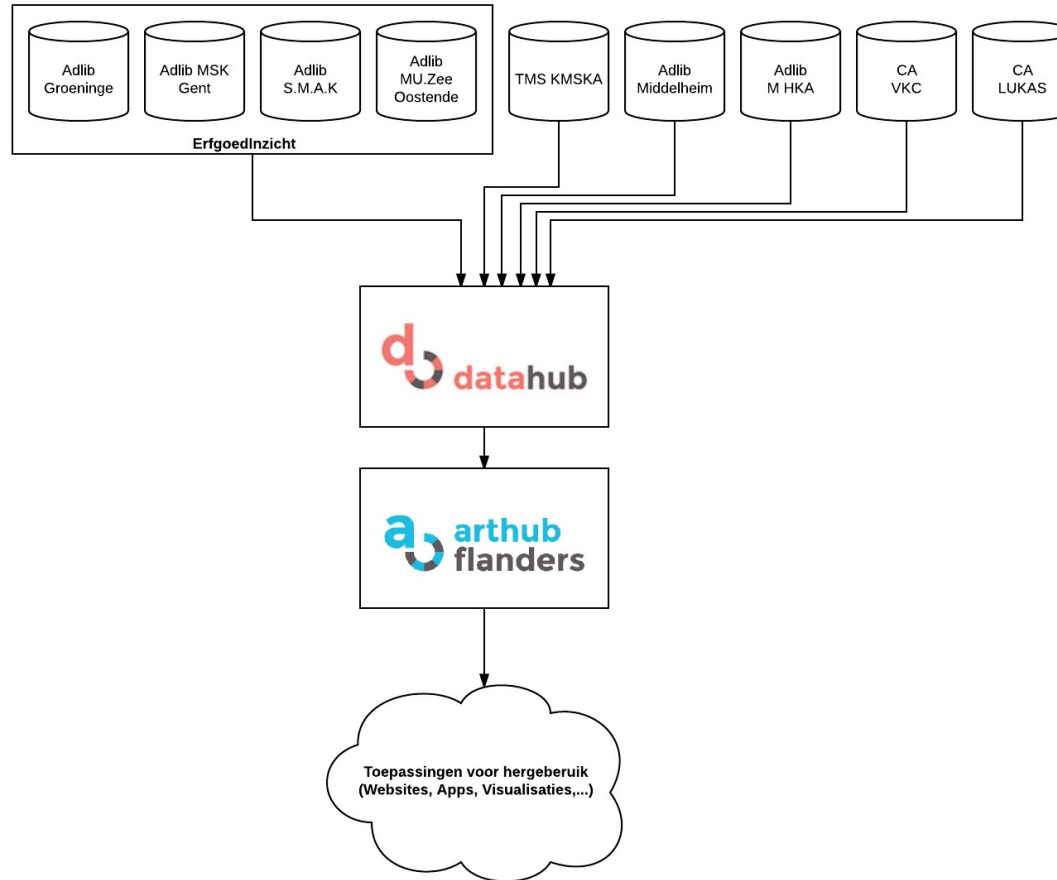 Adlib
Groeninge
Adlib MSK
Gent
Adlib
S.M.A.K
Adlib
MU.Zee
Oostende
ErfgoedInzicht
TMS KMSKA
Adlib
Middelheim
Adlib
M HKA
CA
VKC
CA
LUKAS
d
datahub
a
arthub
flanders
Toepassingen voor hergeberuik
(Websites, Apps, Visualisaties,...)